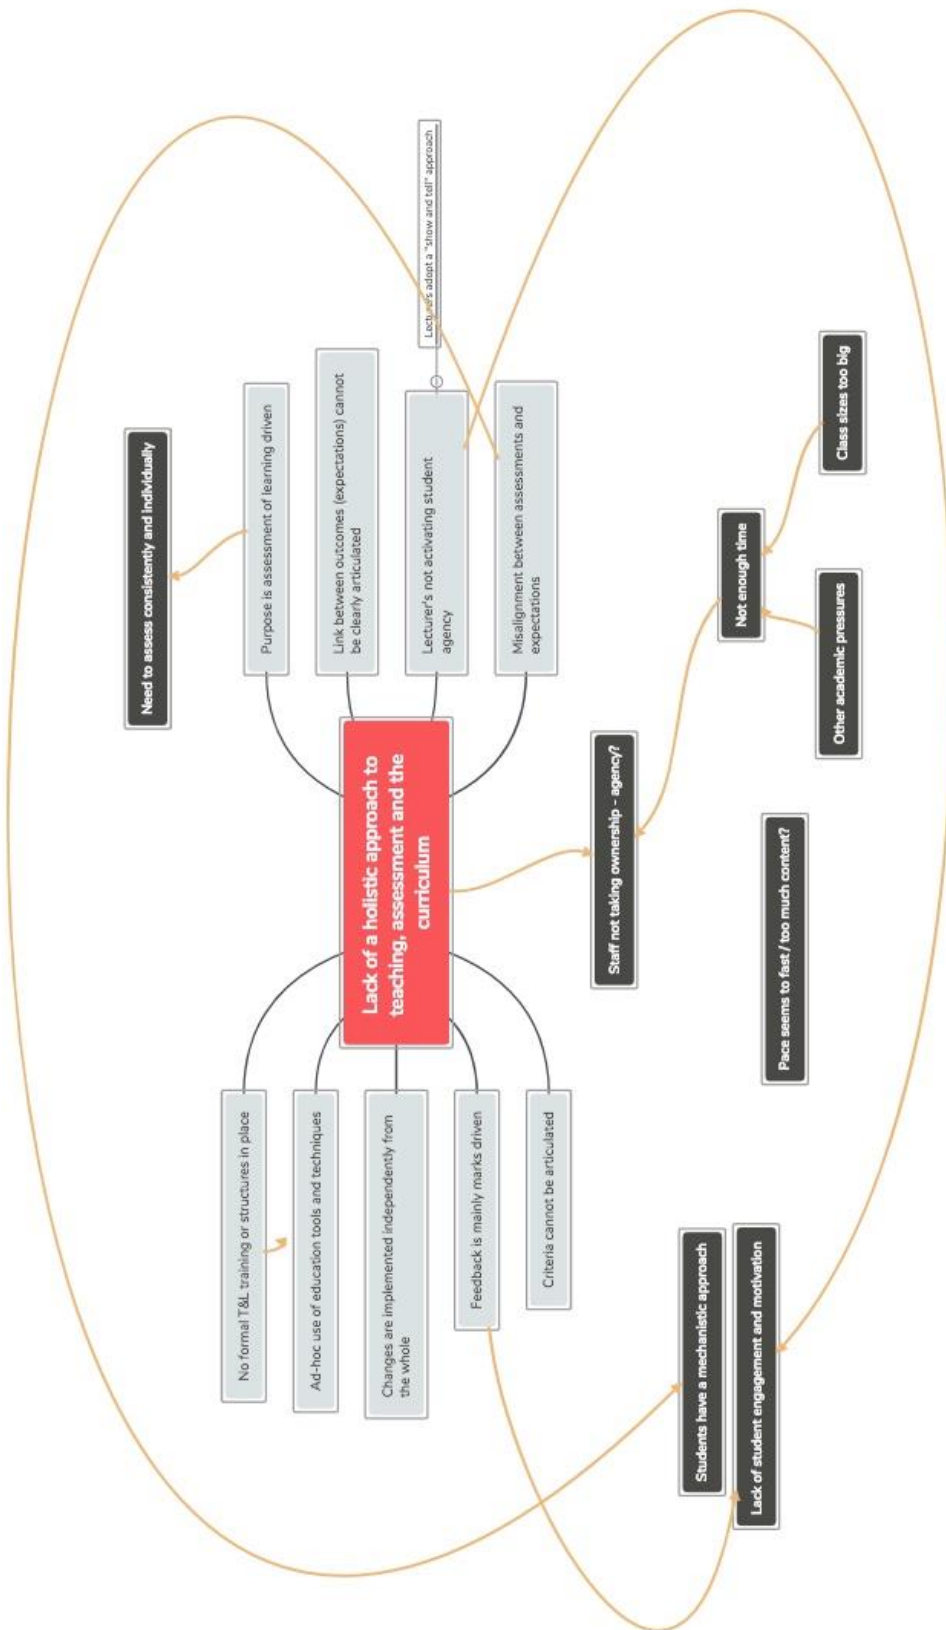 No formal T&L training or structures in place
Ad-hoc use of education tools and techniques
Changes are implemented independently from
the whole
Feedback is mainly marks driven
Criteria cannot be articulated
Lack of a holistic approach to
teaching, assessment and the
curriculum
Need to assess consistently and individually
Purpose is assessment of learning driven
Link between outcomes (expectations) cannot
be clearly articulated
Lecturer's not activating student
agency
Lecturers adopt a "show and tell" approach
Misalignment between assessments and
expectations
Staff not taking ownership - agency?
Not enough time
Class sizes too big
Other academic pressures
Pace seems to fast / too much content?
Students have a mechanistic approach
Lack of student engagement and motivation